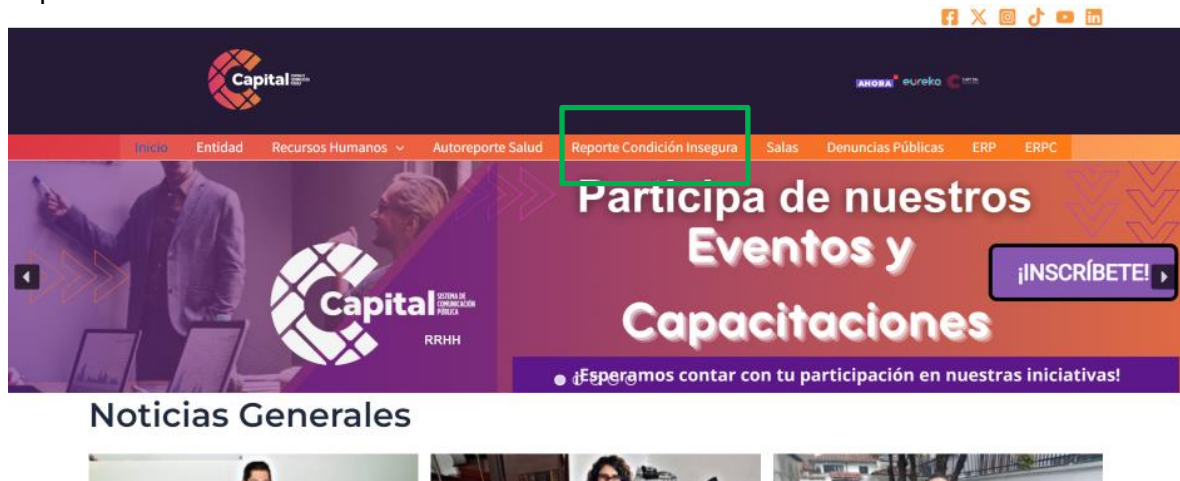 Capital
AHORA eureka
Inicio Entidad Recursos Humanos Autoreporte Salud Reporte Condición Insegura Salas Denuncias Públicas ERP ERPC
Participa de nuestros
Eventos y
Capacitaciones
¡INSCRÍBETE!
Capital SISTEMA DE COMUNICACIÓN PÚBLICA
RRHH
¡Esperamos contar con tu participación en nuestras iniciativas!
Noticias Generales